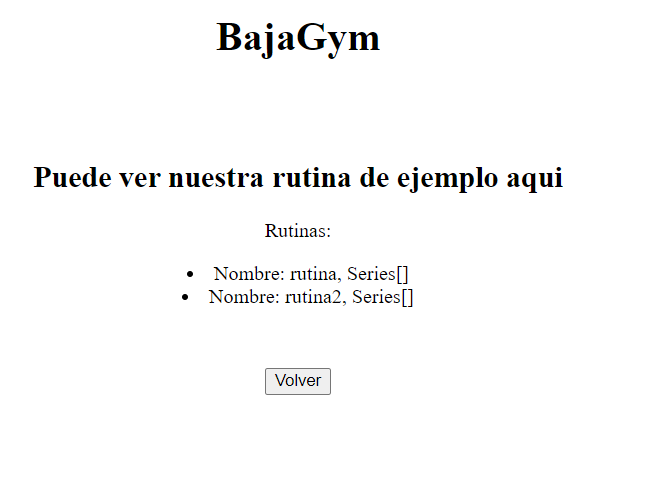 BajaGym
Puede ver nuestra rutina de ejemplo aqui
Rutinas:
• Nombre: rutina, Series[]
• Nombre: rutina2, Series[]
Volver